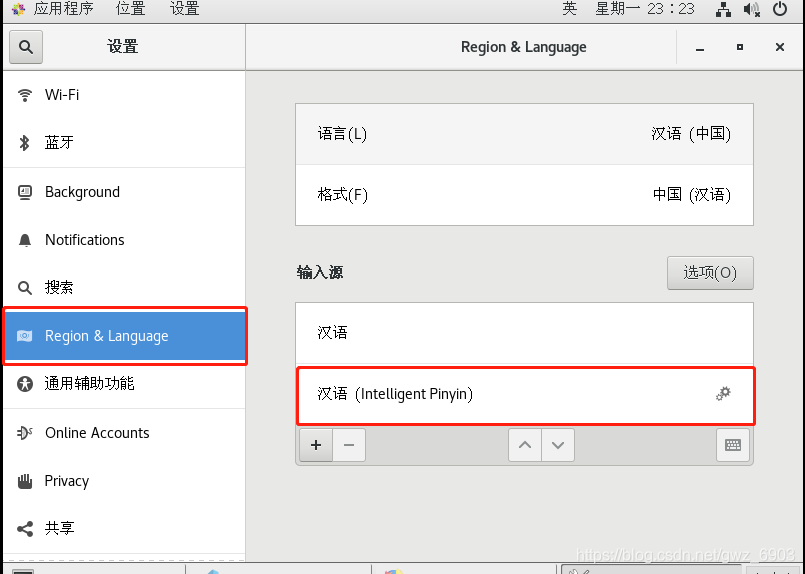 应用程序 位置 设置 英 星期一 23:23
设置 Region & Language
Wi-Fi
蓝牙
Background
Notifications
搜索
Region & Language
通用辅助功能
Online Accounts
Privacy
共享
语言(L) 汉语 (中国)
格式(F) 中国 (汉语)
输入源 选项(O)
汉语
汉语 (Intelligent Pinyin)
https://blog.csdn.net/gwz_6903